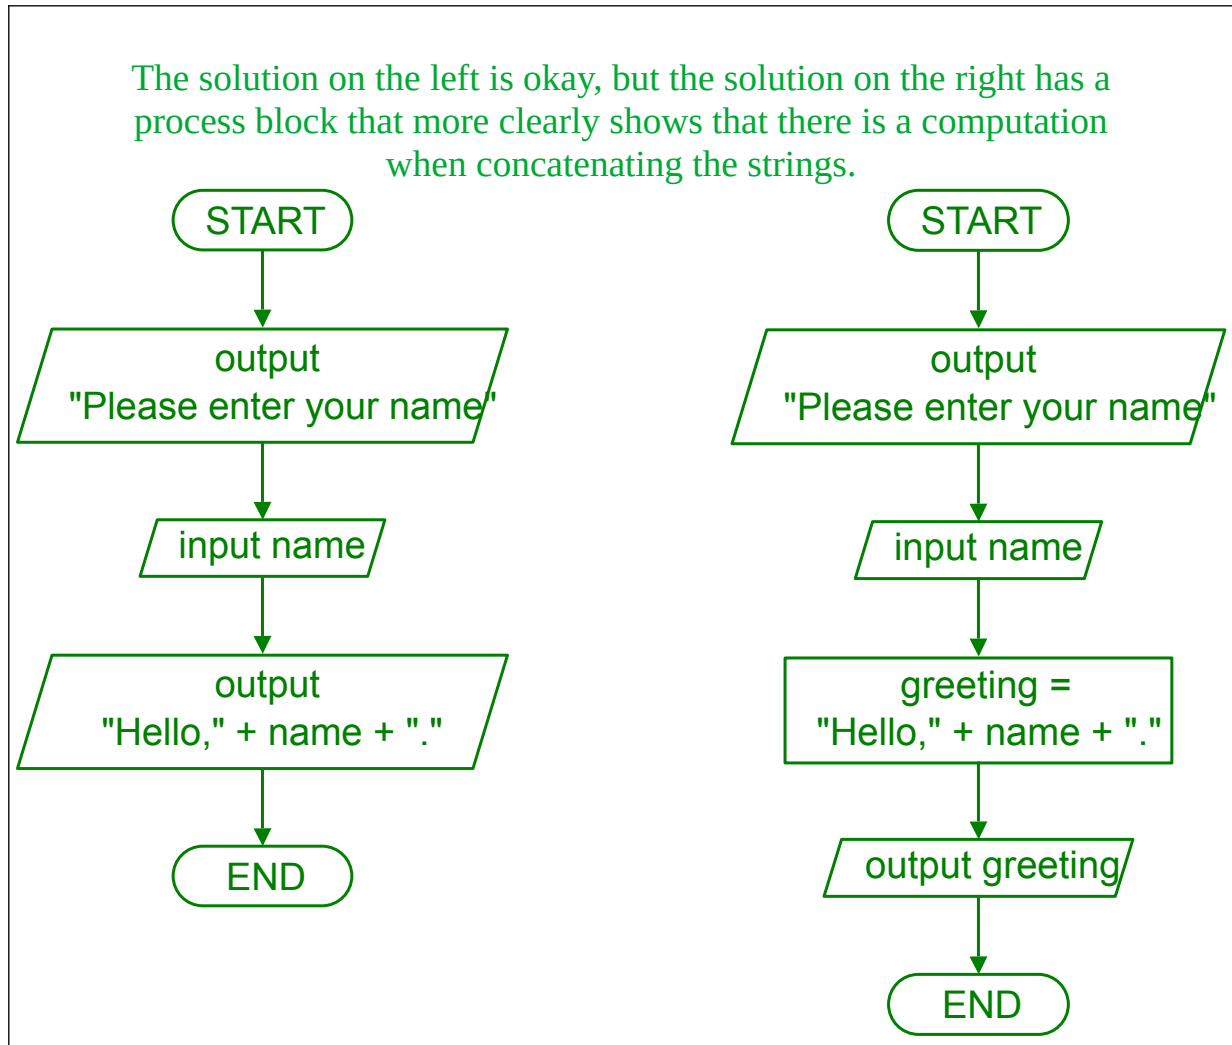 The solution on the left is okay, but the solution on the right has a
process block that more clearly shows that there is a computation
when concatenating the strings.
START
output
"Please enter your name"
input name
output
"Hello," + name + "."
END
START
output
"Please enter your name"
input name
greeting =
"Hello," + name + "."
output greeting
END